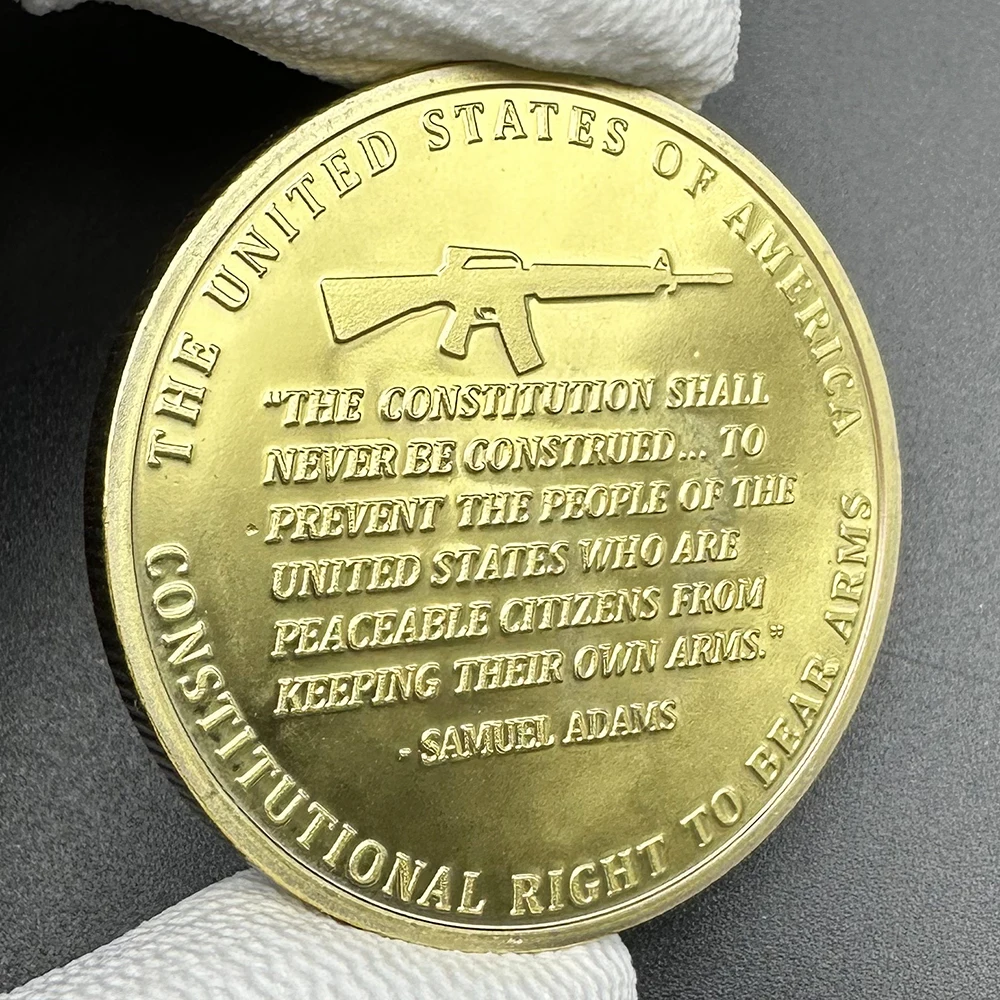 THE UNITED STATES OF AMERICA
"THE CONSTITUTION SHALL
NEVER BE CONSTRUED... TO
PREVENT THE PEOPLE OF THE
UNITED STATES WHO ARE
PEACEABLE CITIZENS FROM
KEEPING THEIR OWN ARMS."
- SAMUEL ADAMS
CONSTITUTIONAL RIGHT TO BEAR ARMS